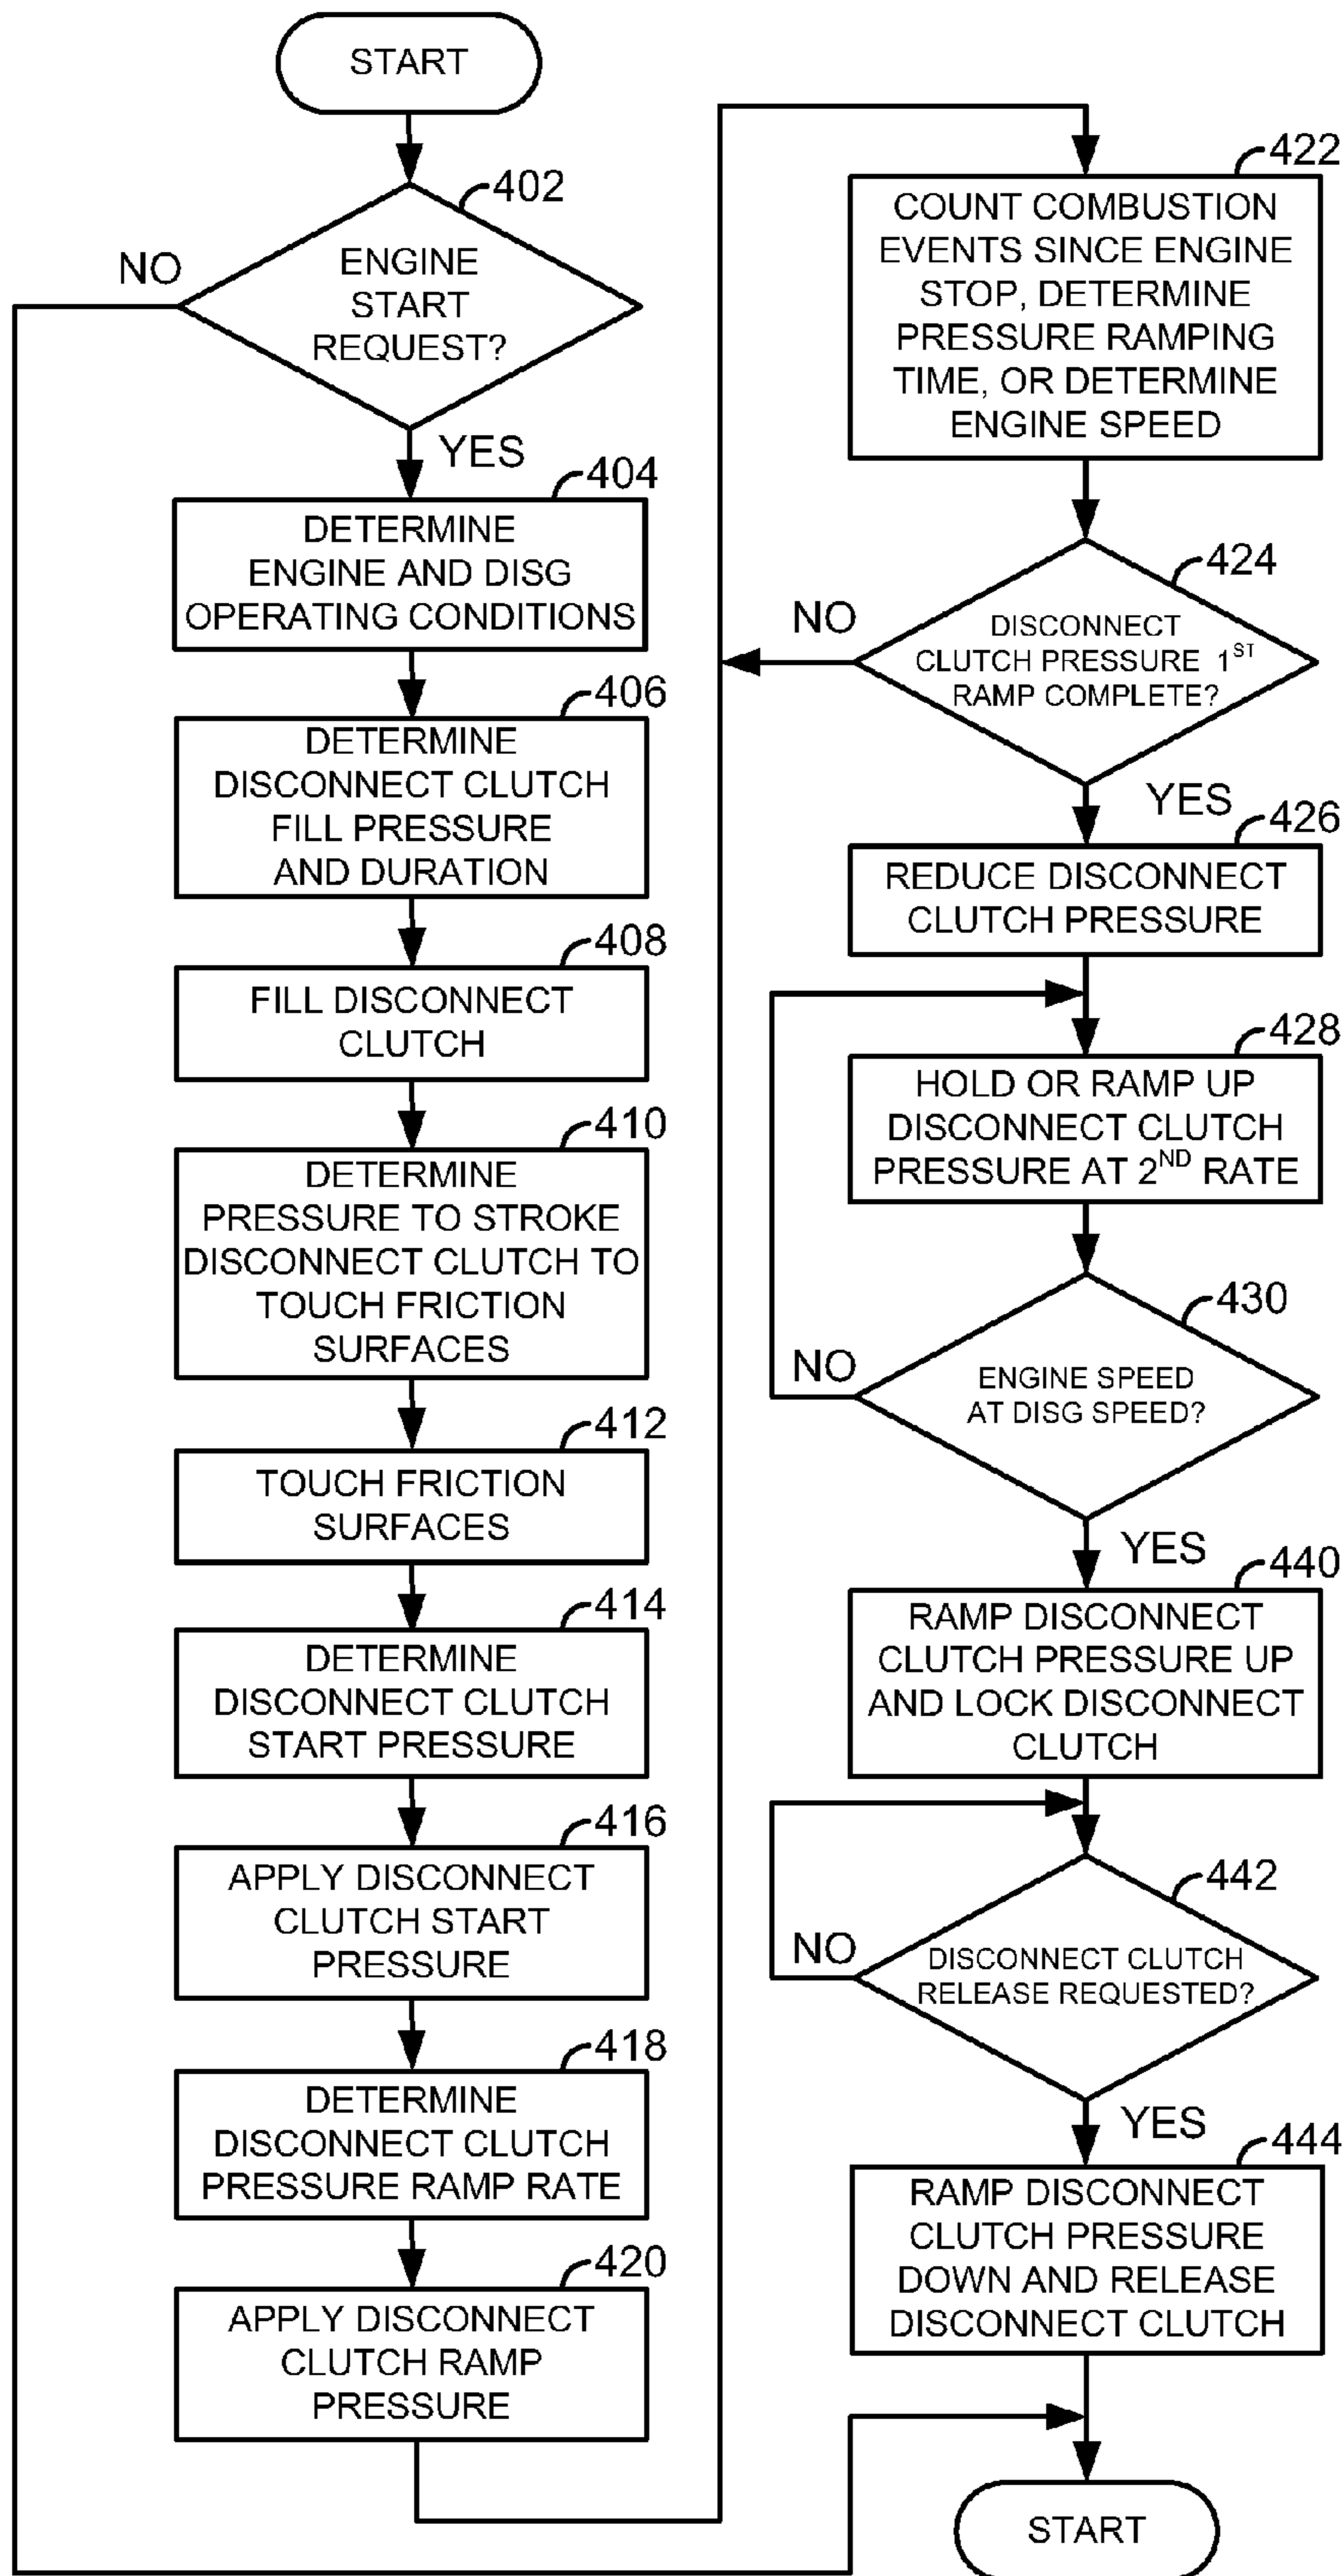 START
402
NO
ENGINE
START
REQUEST?
YES
404
DETERMINE
ENGINE AND DISG
OPERATING CONDITIONS
406
DETERMINE
DISCONNECT CLUTCH
FILL PRESSURE
AND DURATION
408
FILL DISCONNECT
CLUTCH
410
DETERMINE
PRESSURE TO STROKE
DISCONNECT CLUTCH TO
TOUCH FRICTION
SURFACES
412
TOUCH FRICTION
SURFACES
414
DETERMINE
DISCONNECT CLUTCH
START PRESSURE
416
APPLY DISCONNECT
CLUTCH START
PRESSURE
418
DETERMINE
DISCONNECT CLUTCH
PRESSURE RAMP RATE
420
APPLY DISCONNECT
CLUTCH RAMP
PRESSURE
422
COUNT COMBUSTION
EVENTS SINCE ENGINE
STOP, DETERMINE
PRESSURE RAMPING
TIME, OR DETERMINE
ENGINE SPEED
424
NO
DISCONNECT
CLUTCH PRESSURE 1ST
RAMP COMPLETE?
YES
426
REDUCE DISCONNECT
CLUTCH PRESSURE
428
HOLD OR RAMP UP
DISCONNECT CLUTCH
PRESSURE AT 2ND RATE
430
NO
ENGINE SPEED
AT DISG SPEED?
YES
440
RAMP DISCONNECT
CLUTCH PRESSURE UP
AND LOCK DISCONNECT
CLUTCH
442
NO
DISCONNECT CLUTCH
RELEASE REQUESTED?
YES
444
RAMP DISCONNECT
CLUTCH PRESSURE
DOWN AND RELEASE
DISCONNECT CLUTCH
START